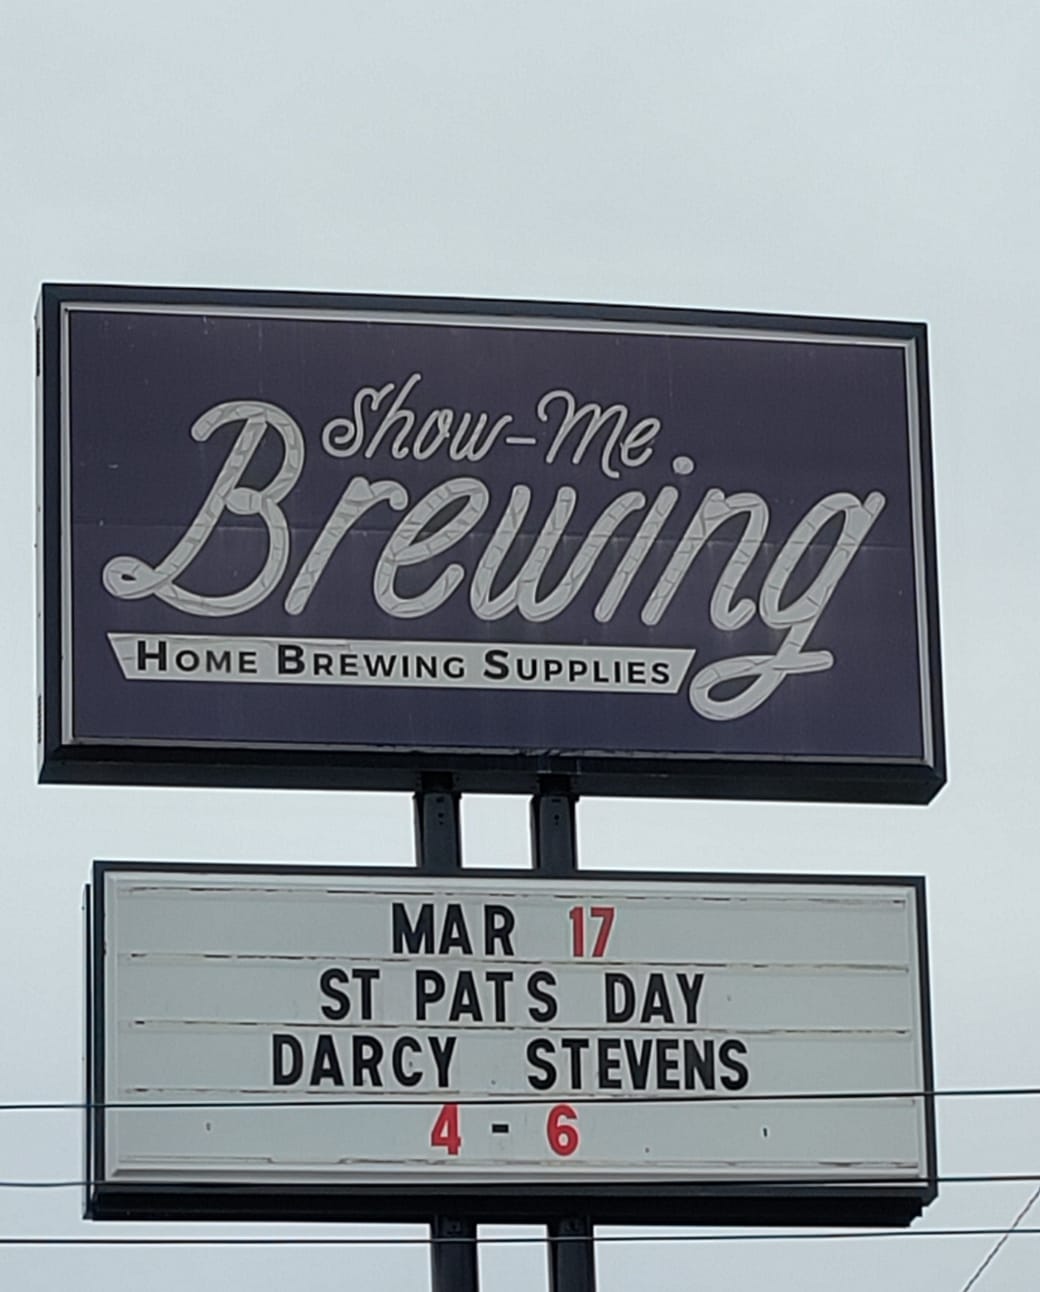 Show-Me
Brewing
HOME BREWING SUPPLIES
MAR 17
ST PATS DAY
DARCY STEVENS
4 - 6